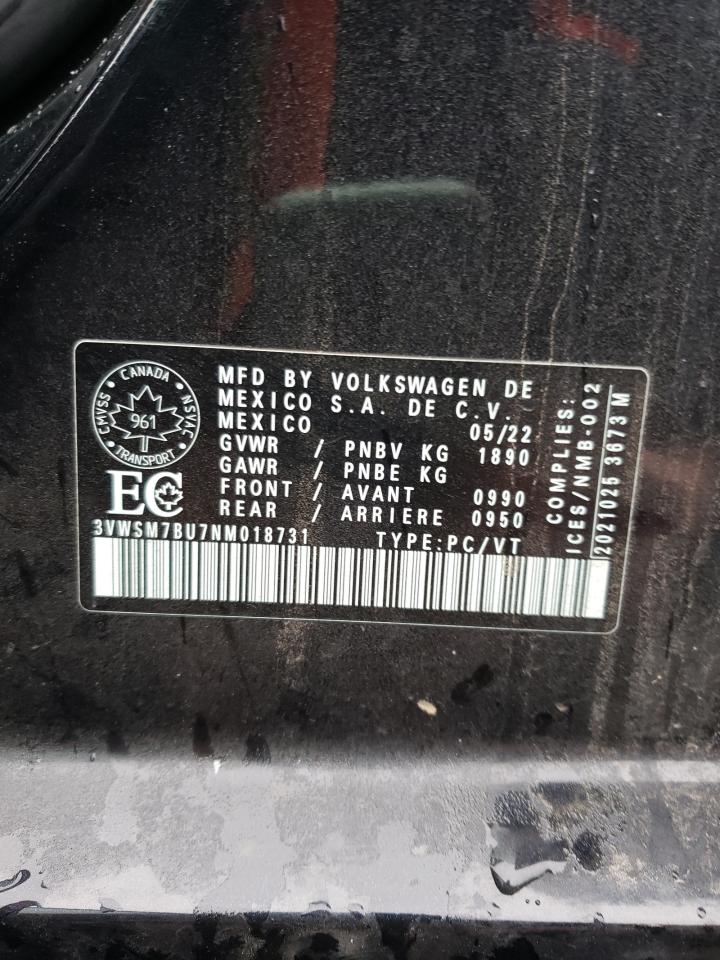 CMVSS CANADA NSVAC
961
TRANSPORT
EC
MFD BY VOLKSWAGEN DE
MEXICO S.A. DE C.V.
MEXICO 05/22
GVWR / PNBV KG 1890
GAWR / PNBE KG
FRONT / AVANT 0990
REAR / ARRIERE 0950
3VWSM7BU7NM018731 TYPE:PC/VT
COMPLIES:
ICES/NMB-002
2021025 3673M